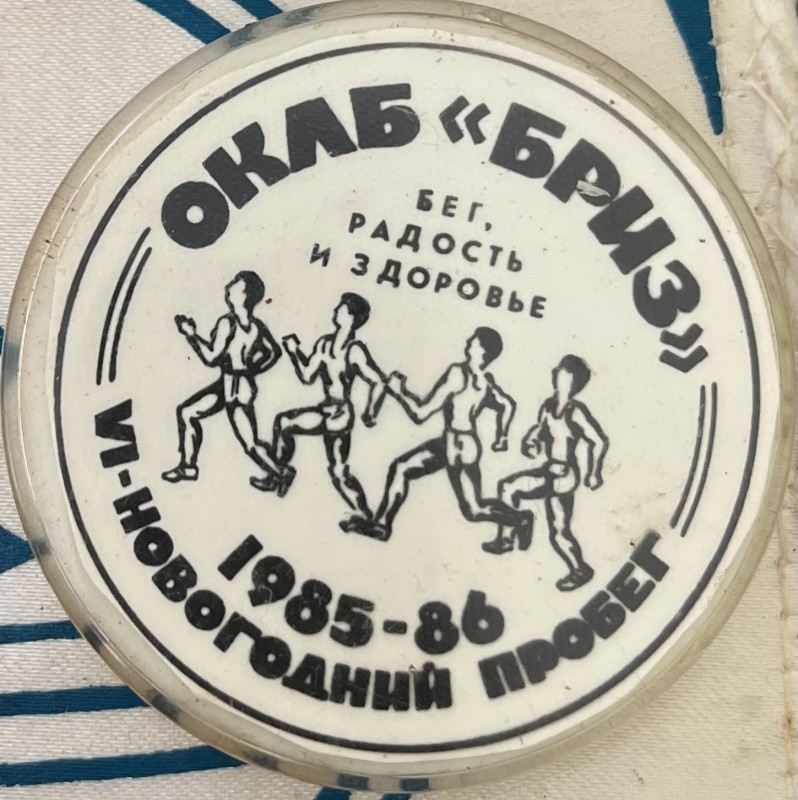 ОКЛБ «БРИЗ»
БЕГ,
РАДОСТЬ
И ЗДОРОВЬЕ
1985-86
VI-НОВОГОДНИЙ ПРОБЕГ